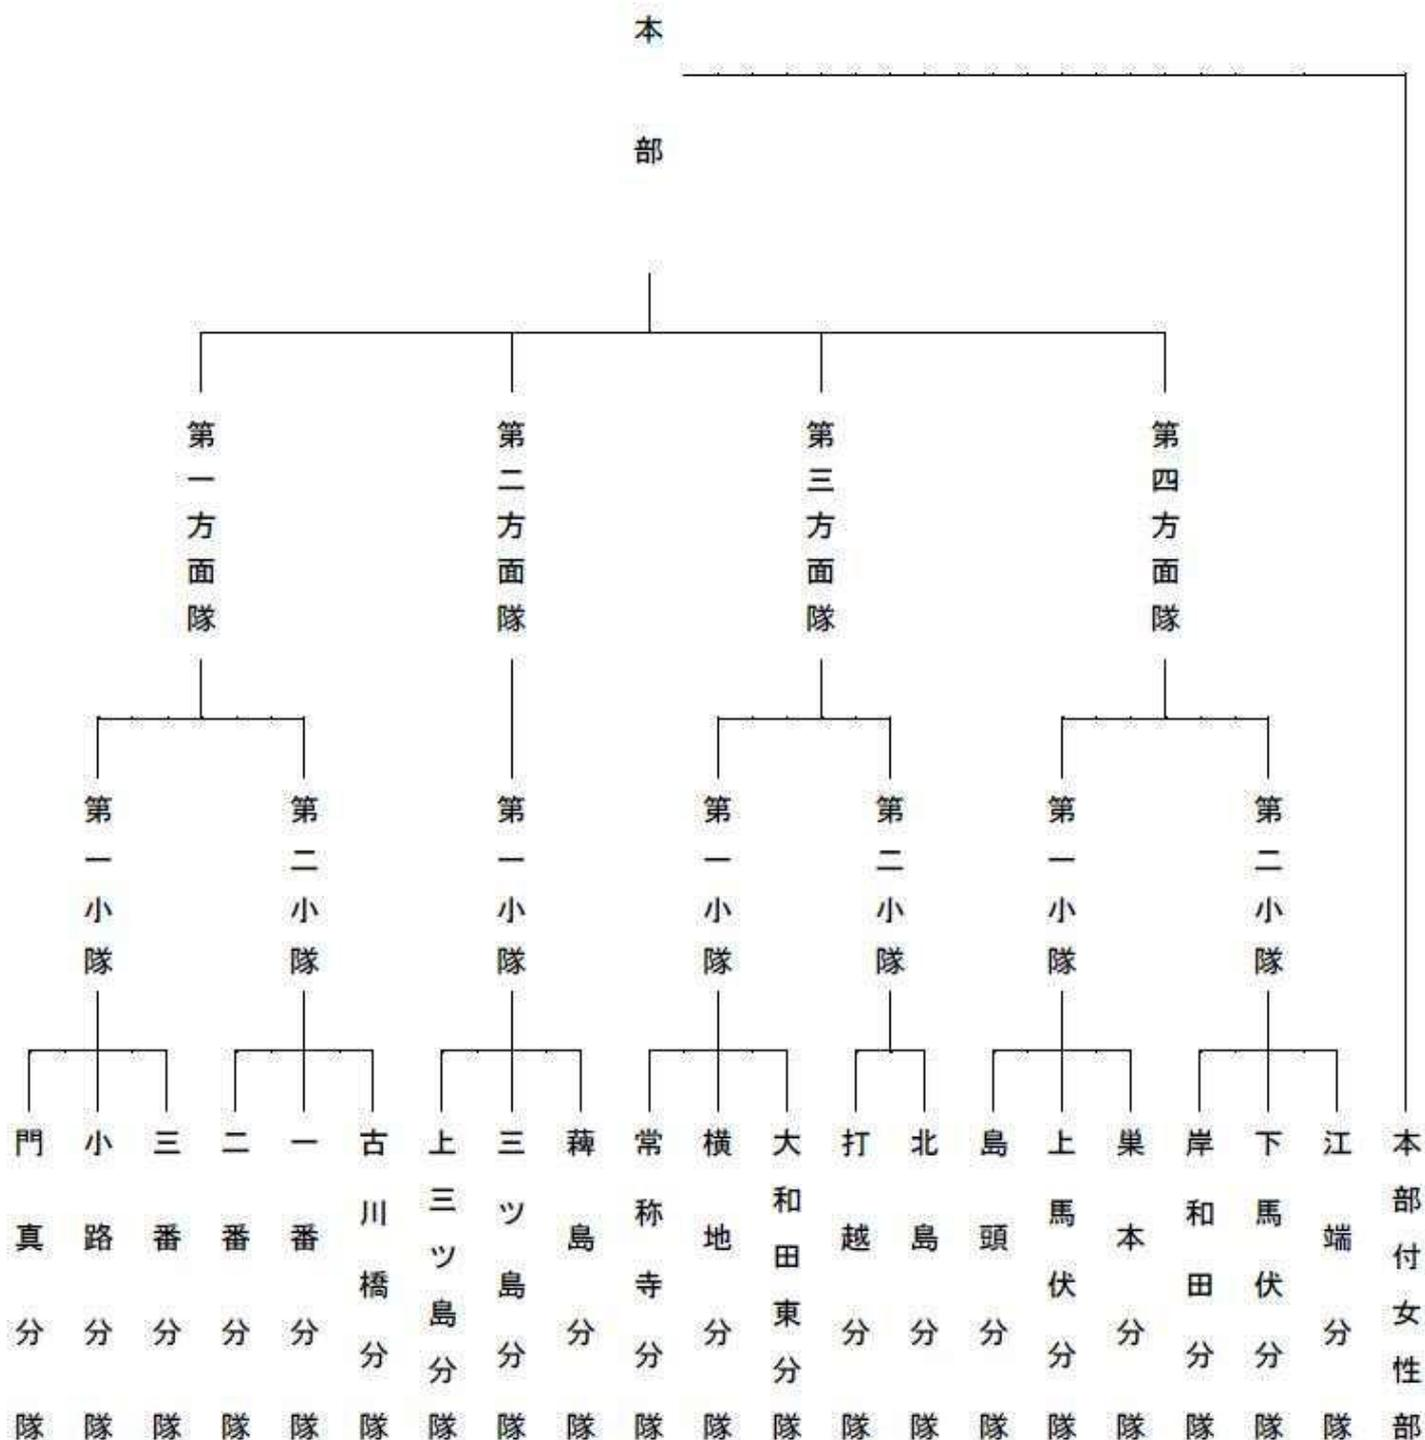 本部
第一方面隊
第二方面隊
第三方面隊
第四方面隊
第一小隊
第二小隊
第一小隊
第一小隊
第二小隊
第一小隊
第二小隊
門真分隊
小路分隊
三番分隊
二番分隊
一番分隊
古川橋分隊
上三ツ島分隊
三ツ島分隊
薭島分隊
常称寺分隊
横地分隊
大和田東分隊
打越分隊
北島分隊
島頭分隊
上馬伏分隊
巣本分隊
岸和田分隊
下馬伏分隊
江端分隊
本部付女性部